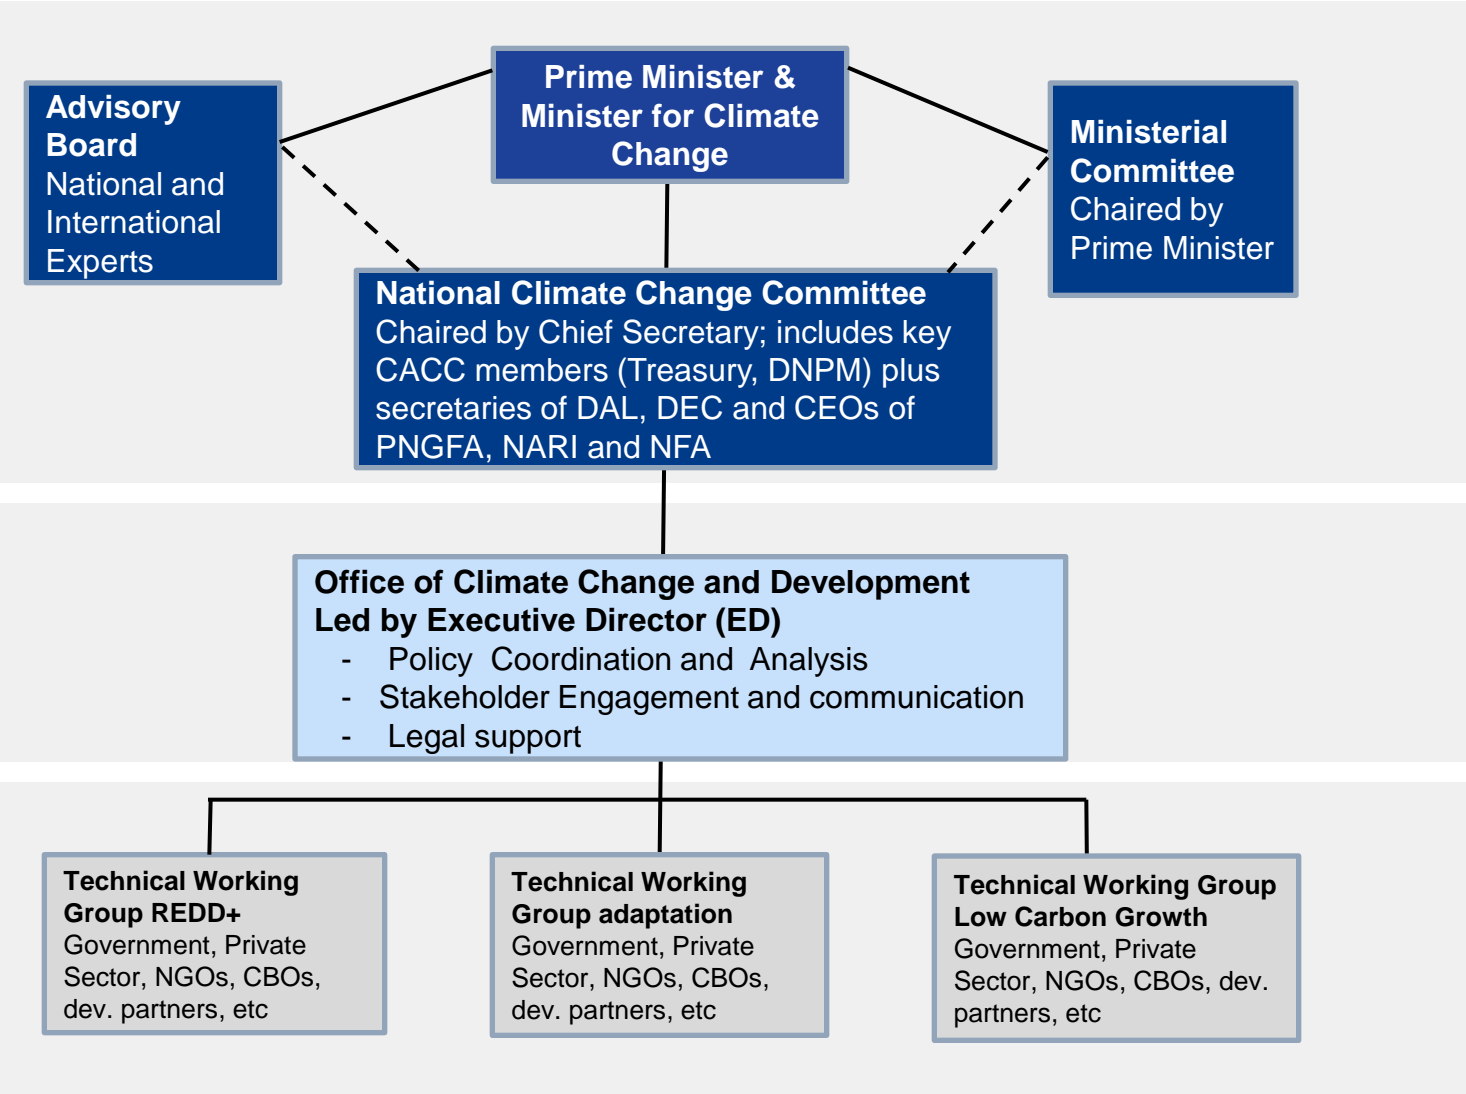 Prime Minister &
Minister for Climate
Change
Advisory
Board
National and
International
Experts
Ministerial
Committee
Chaired by
Prime Minister
National Climate Change Committee
Chaired by Chief Secretary; includes key
CACC members (Treasury, DNPM) plus
secretaries of DAL, DEC and CEOs of
PNGFA, NARI and NFA
Office of Climate Change and Development
Led by Executive Director (ED)
- Policy Coordination and Analysis
- Stakeholder Engagement and communication
- Legal support
Technical Working
Group REDD+
Government, Private
Sector, NGOs, CBOs,
dev. partners, etc
Technical Working
Group adaptation
Government, Private
Sector, NGOs, CBOs,
dev. partners, etc
Technical Working Group
Low Carbon Growth
Government, Private
Sector, NGOs, CBOs, dev.
partners, etc